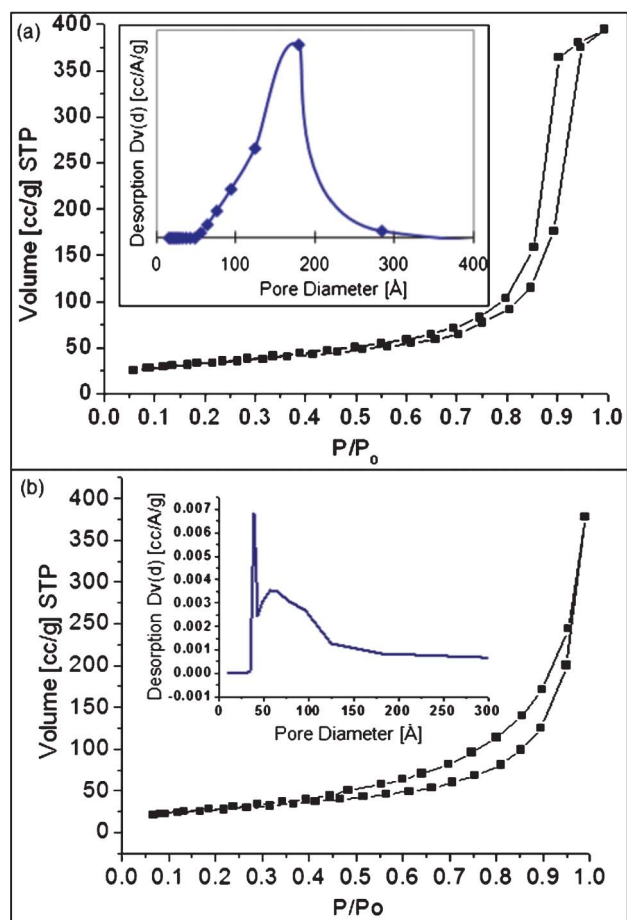 (a)
Volume [cc/g] STP
400
350
300
250
200
150
100
50
0
0.0 0.1 0.2 0.3 0.4 0.5 0.6 0.7 0.8 0.9 1.0
P/Po
Desorption Dv(d) [cc/A/g]
0 100 200 300 400
Pore Diameter [Å]
(b)
Volume [cc/g] STP
400
350
300
250
200
150
100
50
0
0.0 0.1 0.2 0.3 0.4 0.5 0.6 0.7 0.8 0.9 1.0
P/Po
Desorption Dv(d) [cc/A/g]
0.007
0.006
0.005
0.004
0.003
0.002
0.001
0.000
-0.001
0 50 100 150 200 250 300
Pore Diameter [Å]